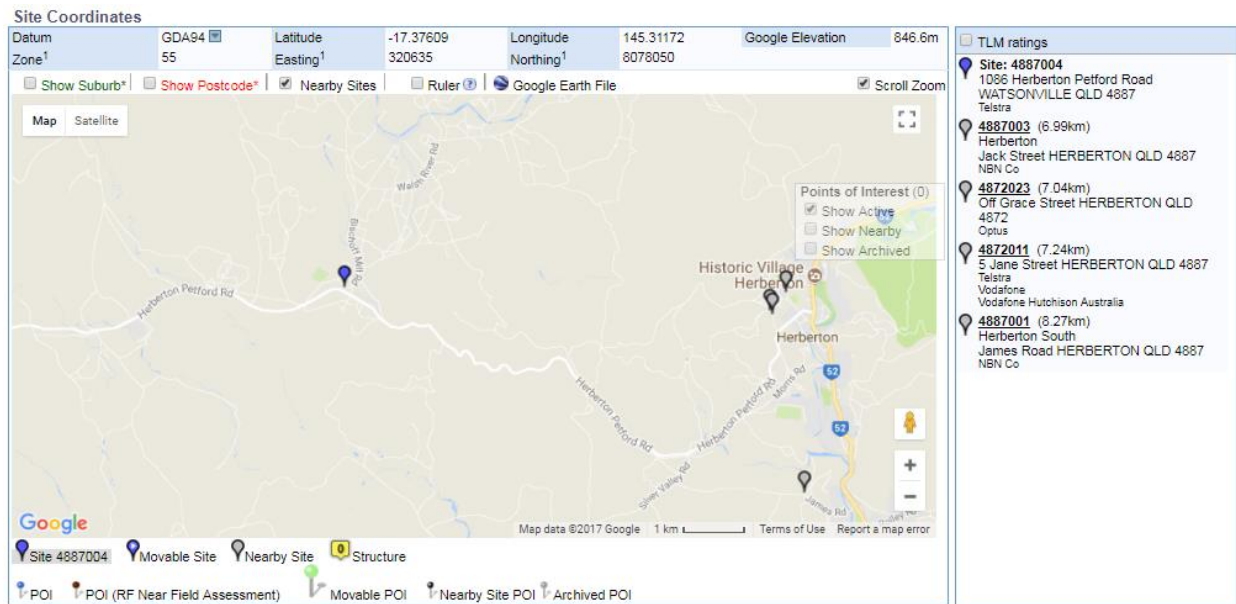 Site Coordinates
Datum GDA94 Latitude -17.37609 Longitude 145.31172 Google Elevation 846.6m
Zone1 55 Easting1 320635 Northing1 8078050
Show Suburb* Show Postcode* Nearby Sites Ruler Google Earth File Scroll Zoom
Map Satellite
Walsh River Rd
Points of Interest (0)
Show Active
Show Nearby
Show Archived
Herberton Petford Rd
Historic Village
Herberton
Herberton
52
Herberton Petford Rd
Herberton Petford Rd
Morris Rd
52
Silver Valley Rd
James Rd
Google
Map data ©2017 Google 1 km Terms of Use Report a map error
Site 4887004 Movable Site Nearby Site 0 Structure
POI POI (RF Near Field Assessment) Movable POI Nearby Site POI Archived POI
TLM ratings
Site: 4887004
1086 Herberton Petford Road
WATSONVILLE QLD 4887
Telstra
4887003 (6.99km)
Herberton
Jack Street HERBERTON QLD 4887
NBN Co
4872023 (7.04km)
Off Grace Street HERBERTON QLD
4872
Optus
4872011 (7.24km)
5 Jane Street HERBERTON QLD 4887
Telstra
Vodafone
Vodafone Hutchison Australia
4887001 (8.27km)
Herberton South
James Road HERBERTON QLD 4887
NBN Co